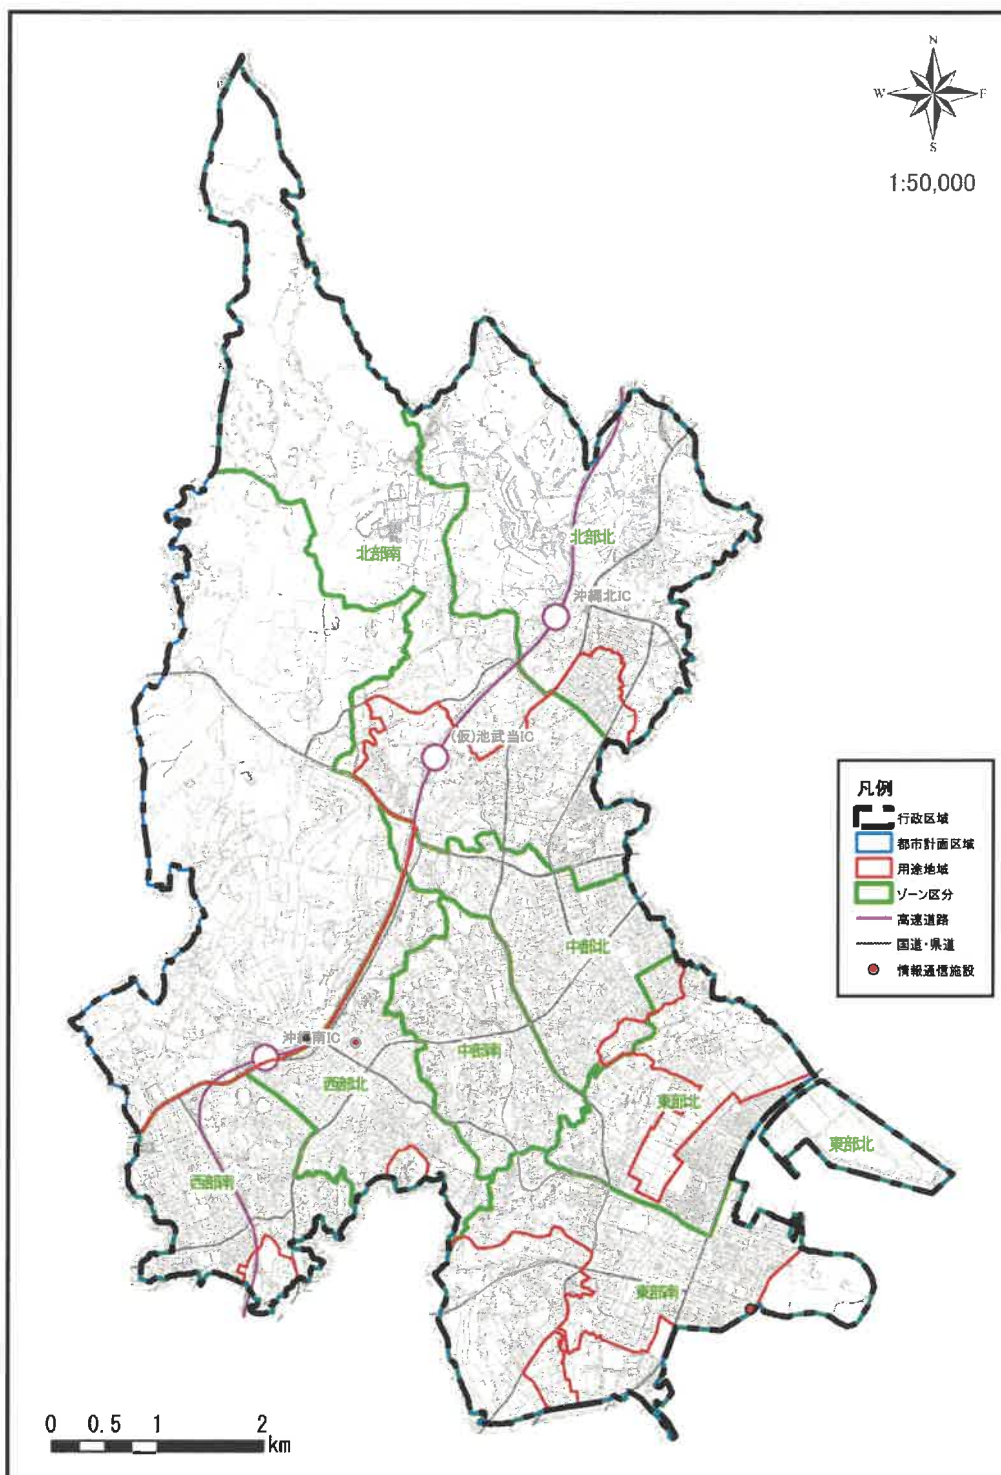 N
W
E
S
1:50,000
北部南
北部北
沖縄北IC
(仮)池武当IC
凡例
行政区域
都市計画区域
用途地域
ゾーン区分
高速道路
国道・県道
情報通信施設
中部北
沖縄南IC
中部南
西部北
東部北
東部北
西部南
東部南
0 0.5 1 2
km